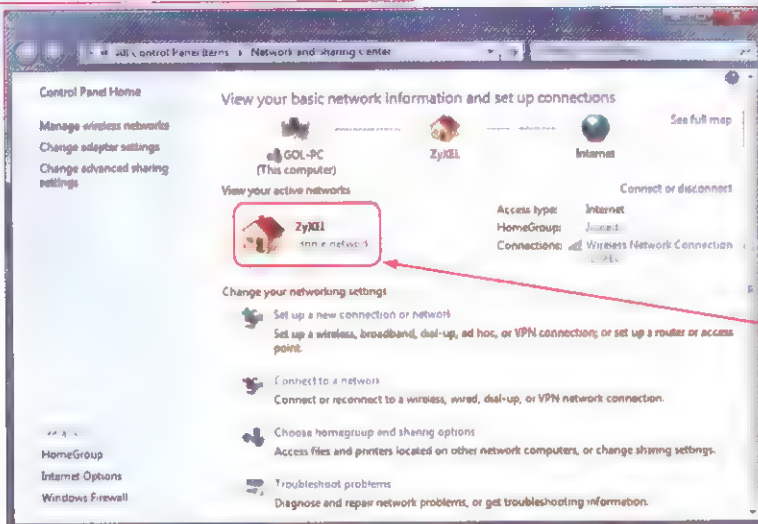 All Control Panel Items ▸ Network and Sharing Center
Control Panel Home
Manage wireless networks
Change adapter settings
Change advanced sharing
settings
View your basic network information and set up connections
See full map
GOL-PC
(This computer)
ZyXEL
Internet
View your active networks
Connect or disconnect
ZyXEL
Home network
Access type: Internet
HomeGroup: Joined
Connections: Wireless Network Connection
Change your networking settings
Set up a new connection or network
Set up a wireless, broadband, dial-up, ad hoc, or VPN connection; or set up a router or access
point.
Connect to a network
Connect or reconnect to a wireless, wired, dial-up, or VPN network connection.
Choose homegroup and sharing options
Access files and printers located on other network computers, or change sharing settings.
Troubleshoot problems
Diagnose and repair network problems, or get troubleshooting information.
HomeGroup
Internet Options
Windows Firewall